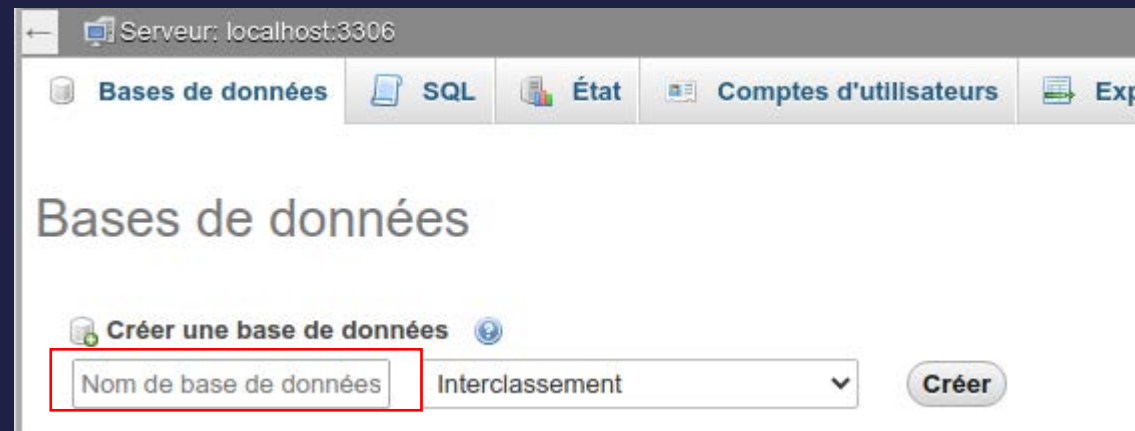 ← Serveur: localhost:3306
Bases de données SQL État Comptes d'utilisateurs Exp
Bases de données
Créer une base de données
Nom de base de données Interclassement Créer